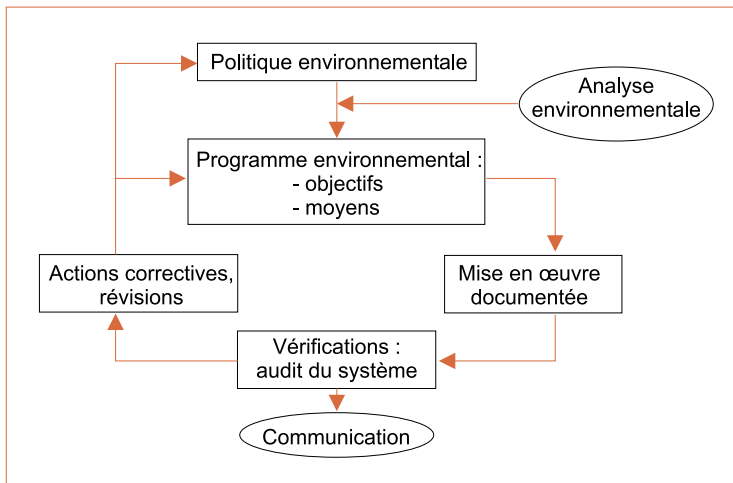 Politique environnementale
Analyse
environnementale
Programme environnemental :
- objectifs
- moyens
Actions correctives,
révisions
Mise en œuvre
documentée
Vérifications :
audit du système
Communication